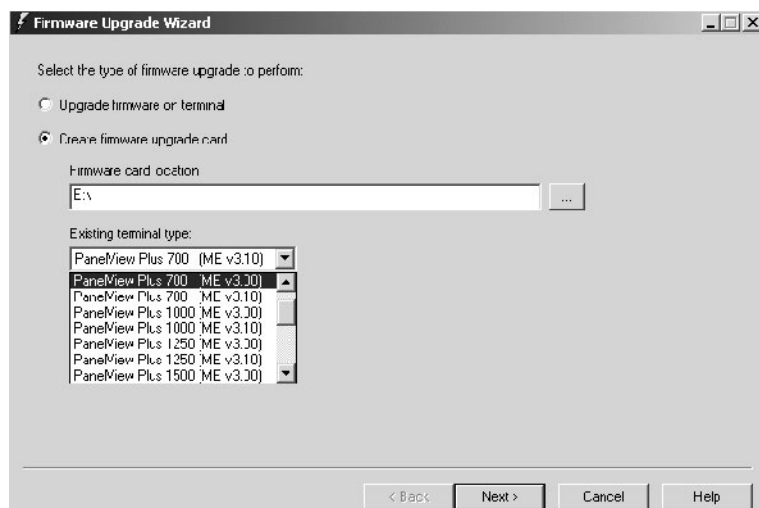 Firmware Upgrade Wizard
Select the type of firmware upgrade to perform:
Upgrade firmware on terminal
Create firmware upgrade card
Firmware card location
E:\
...
Existing terminal type:
PanelView Plus 700 (ME v3.10)
PanelView Plus 700 (ME v3.00)
PanelView Plus 700 (ME v3.10)
PanelView Plus 1000 (ME v3.00)
PanelView Plus 1000 (ME v3.10)
PanelView Plus 1250 (ME v3.00)
PanelView Plus 1250 (ME v3.10)
PanelView Plus 1500 (ME v3.00)
< Back Next > Cancel Help